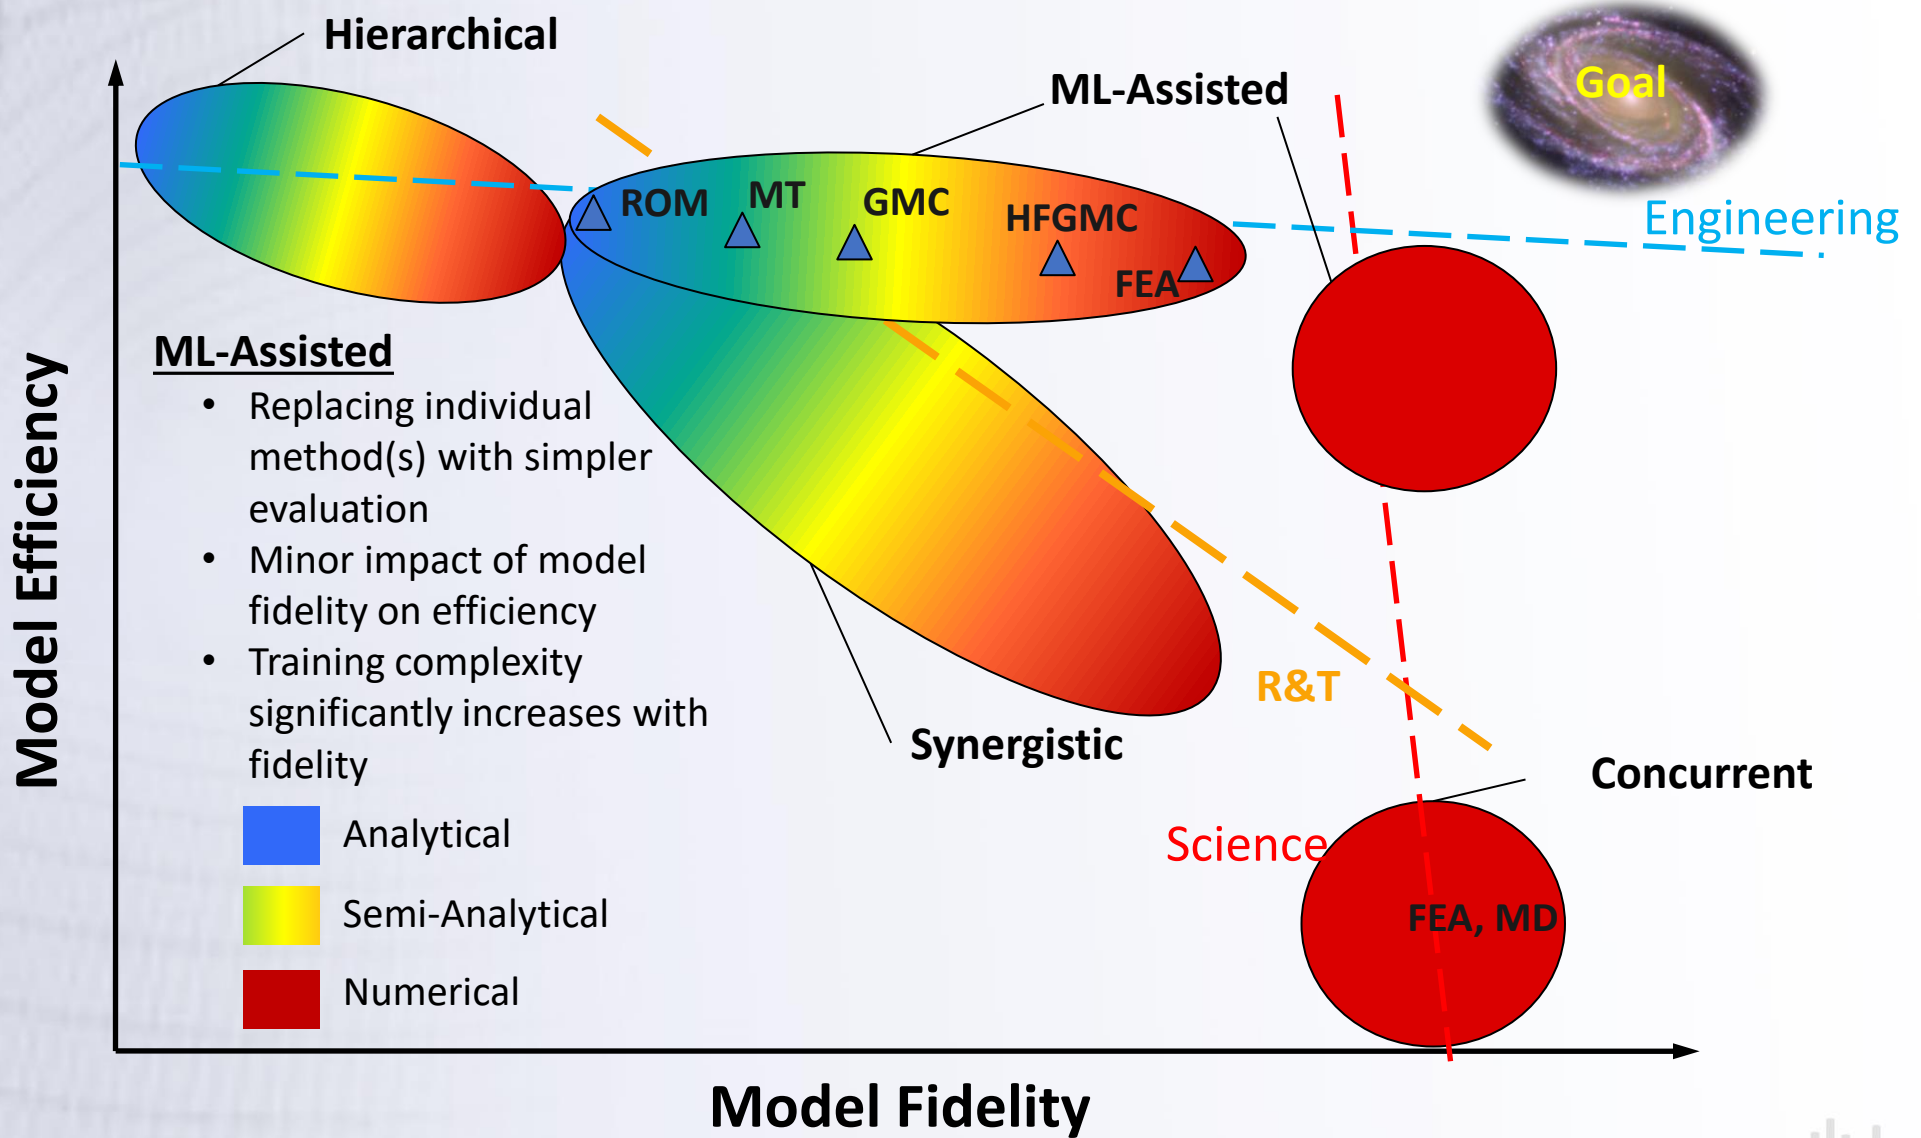 Hierarchical
ML-Assisted
Goal
Engineering
ROM
MT
GMC
HFGMC
FEA
Model Efficiency
ML-Assisted
• Replacing individual
method(s) with simpler
evaluation
• Minor impact of model
fidelity on efficiency
• Training complexity
significantly increases with
fidelity
R&T
Synergistic
Concurrent
Analytical
Science
Semi-Analytical
FEA, MD
Numerical
Model Fidelity